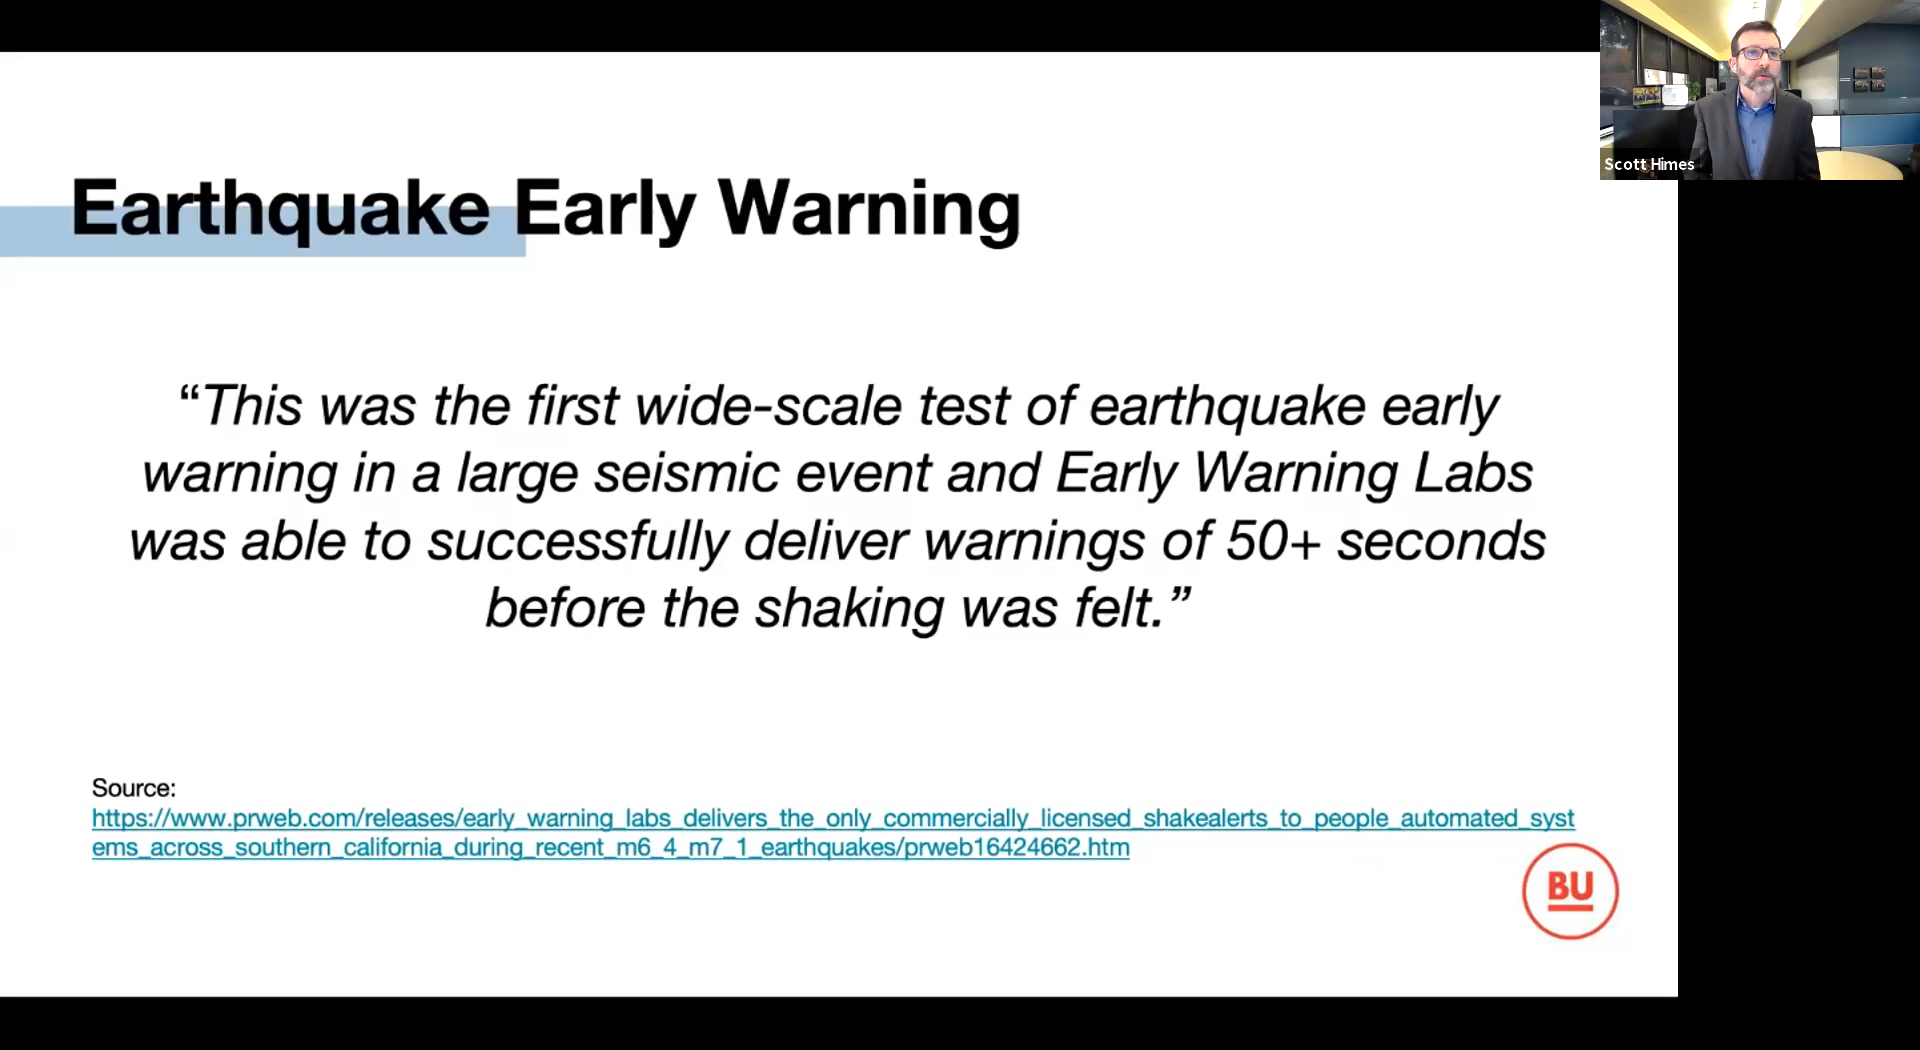 Scott Himes
Earthquake Early Warning
“This was the first wide-scale test of earthquake early
warning in a large seismic event and Early Warning Labs
was able to successfully deliver warnings of 50+ seconds
before the shaking was felt.”
Source:
https://www.prweb.com/releases/early_warning_labs_delivers_the_only_commercially_licensed_shakealerts_to_people_automated_syst
ems_across_southern_california_during_recent_m6_4_m7_1_earthquakes/prweb16424662.htm
BU